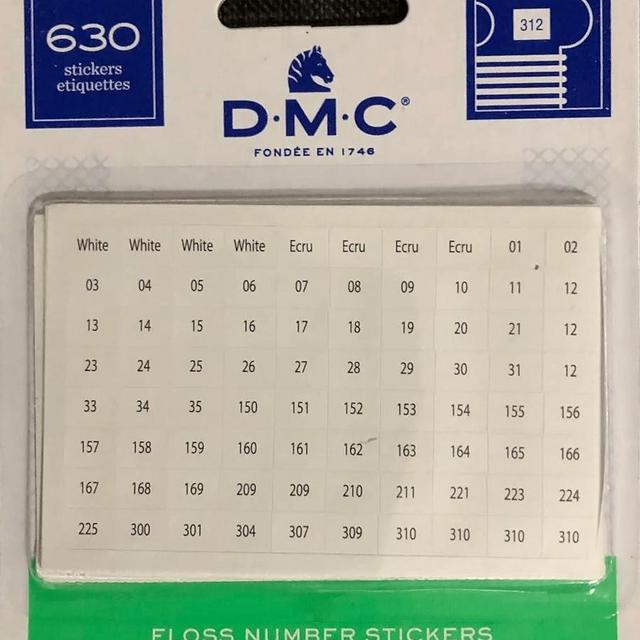 630
stickers
etiquettes
312
D·M·C®
FONDÉE EN 1746
White White White White Ecru Ecru Ecru Ecru 01 02
03 04 05 06 07 08 09 10 11 12
13 14 15 16 17 18 19 20 21 12
23 24 25 26 27 28 29 30 31 12
33 34 35 150 151 152 153 154 155 156
157 158 159 160 161 162 163 164 165 166
167 168 169 209 209 210 211 221 223 224
225 300 301 304 307 309 310 310 310 310
FLOSS NUMBER STICKERS